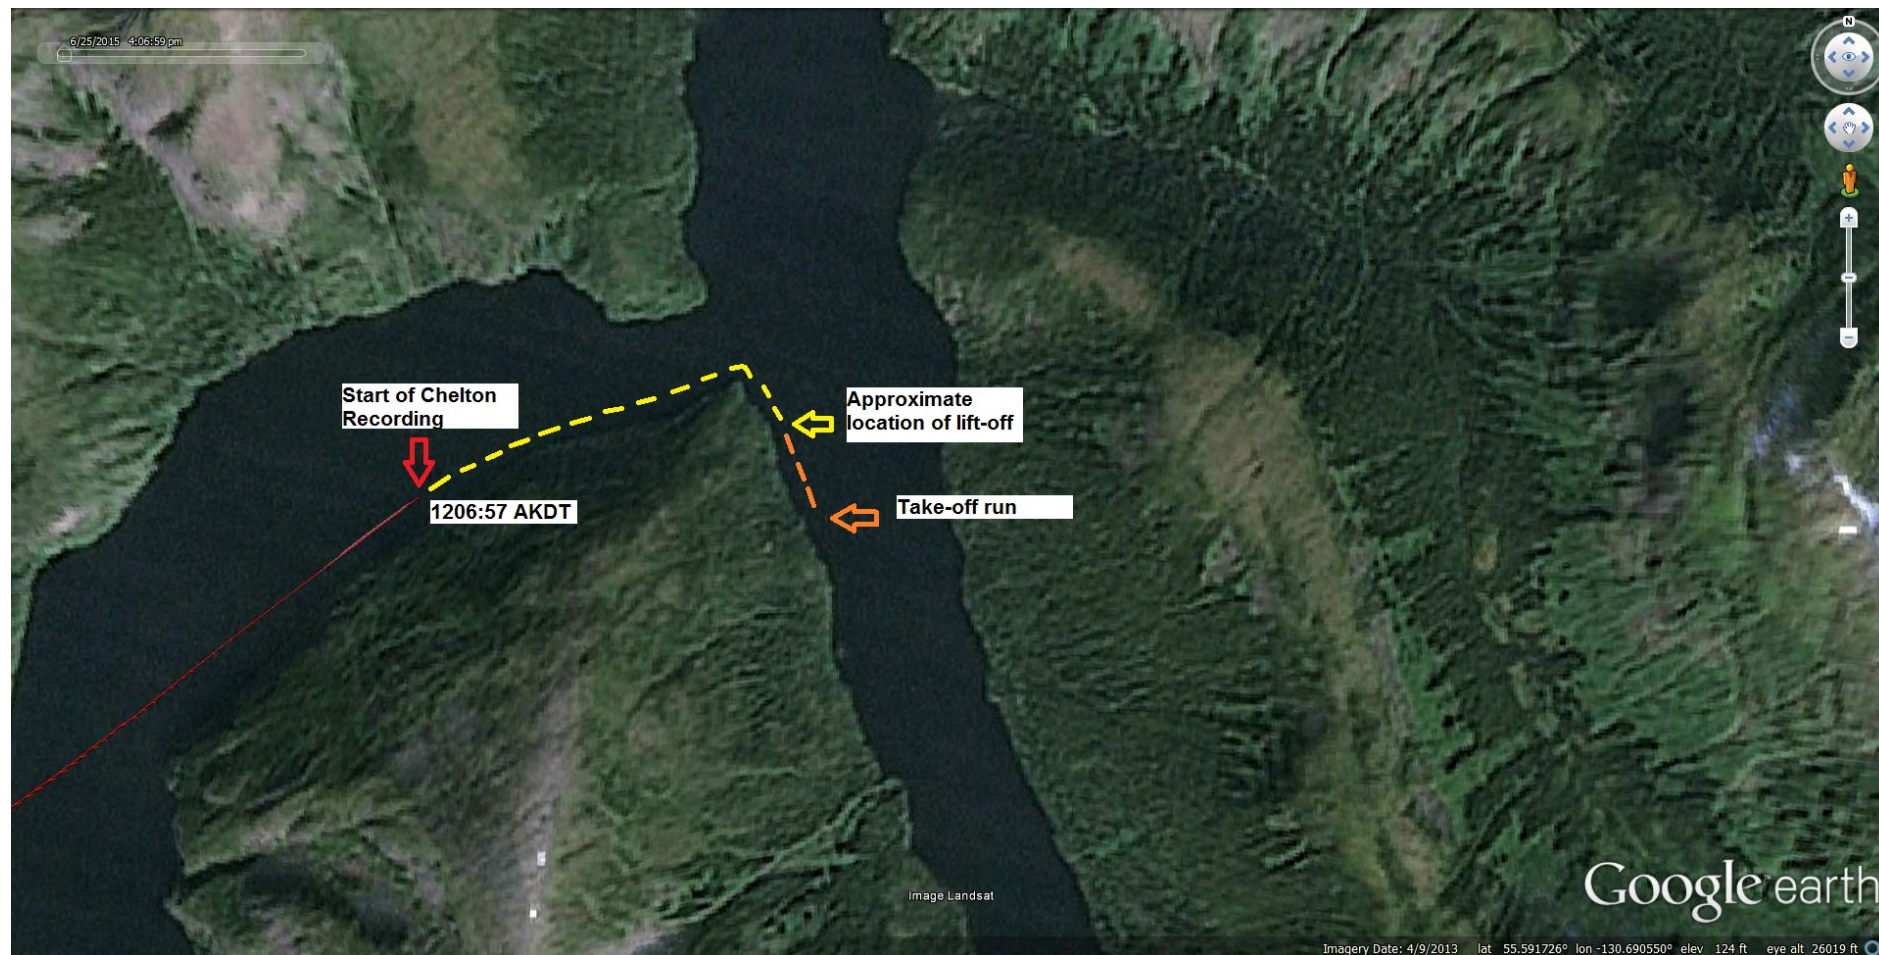 6/25/2015 4:06:59 pm
N
Start of Chelton
Recording
Approximate
location of lift-off
1206:57 AKDT
Take-off run
Image Landsat
Google earth
Imagery Date: 4/9/2013 lat 55.591726° lon -130.690550° elev 124 ft eye alt 26019 ft